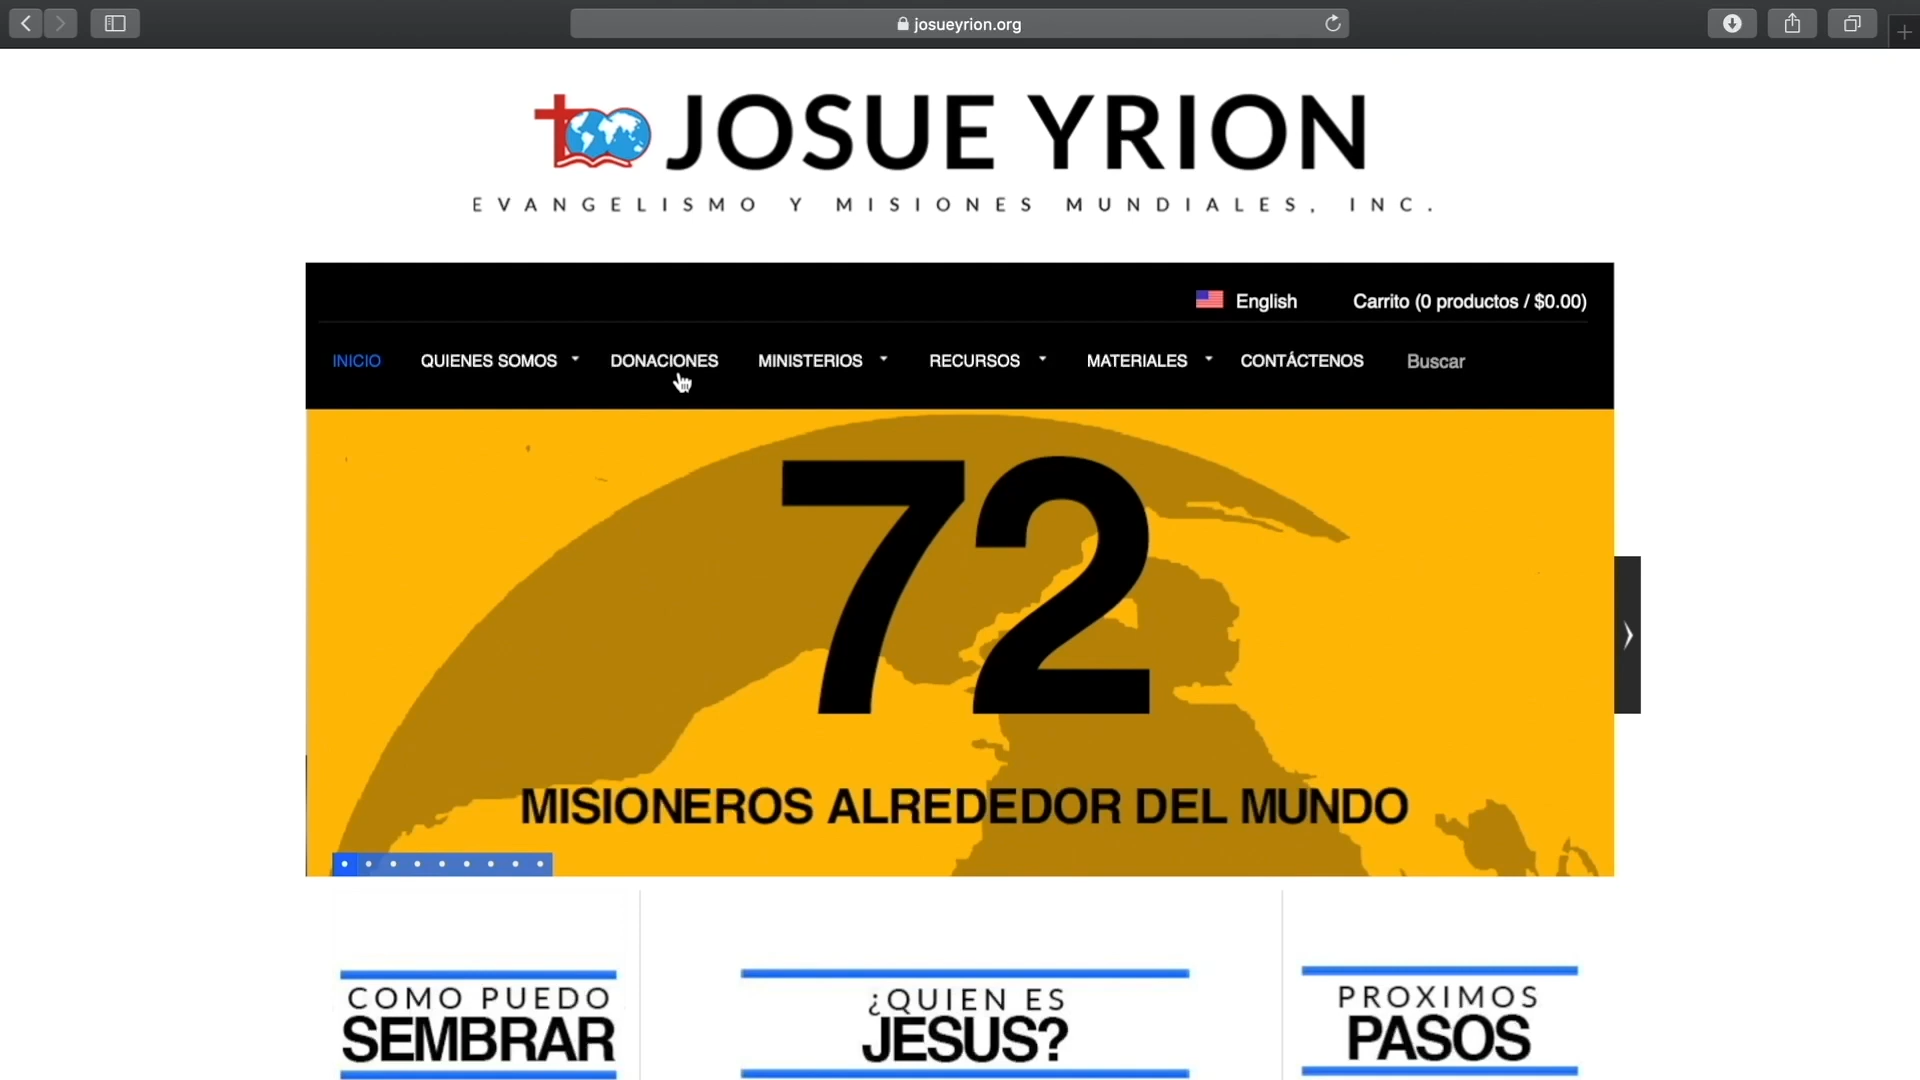 josueyrion.org
JOSUE YRION
EVANGELISMO Y MISIONES MUNDIALES, INC.
English
Carrito (0 productos / $0.00)
INICIO
QUIENES SOMOS
DONACIONES
MINISTERIOS
RECURSOS
MATERIALES
CONTÁCTENOS
Buscar
72
MISIONEROS ALREDEDOR DEL MUNDO
COMO PUEDO
SEMBRAR
¿QUIEN ES
JESUS?
PROXIMOS
PASOS